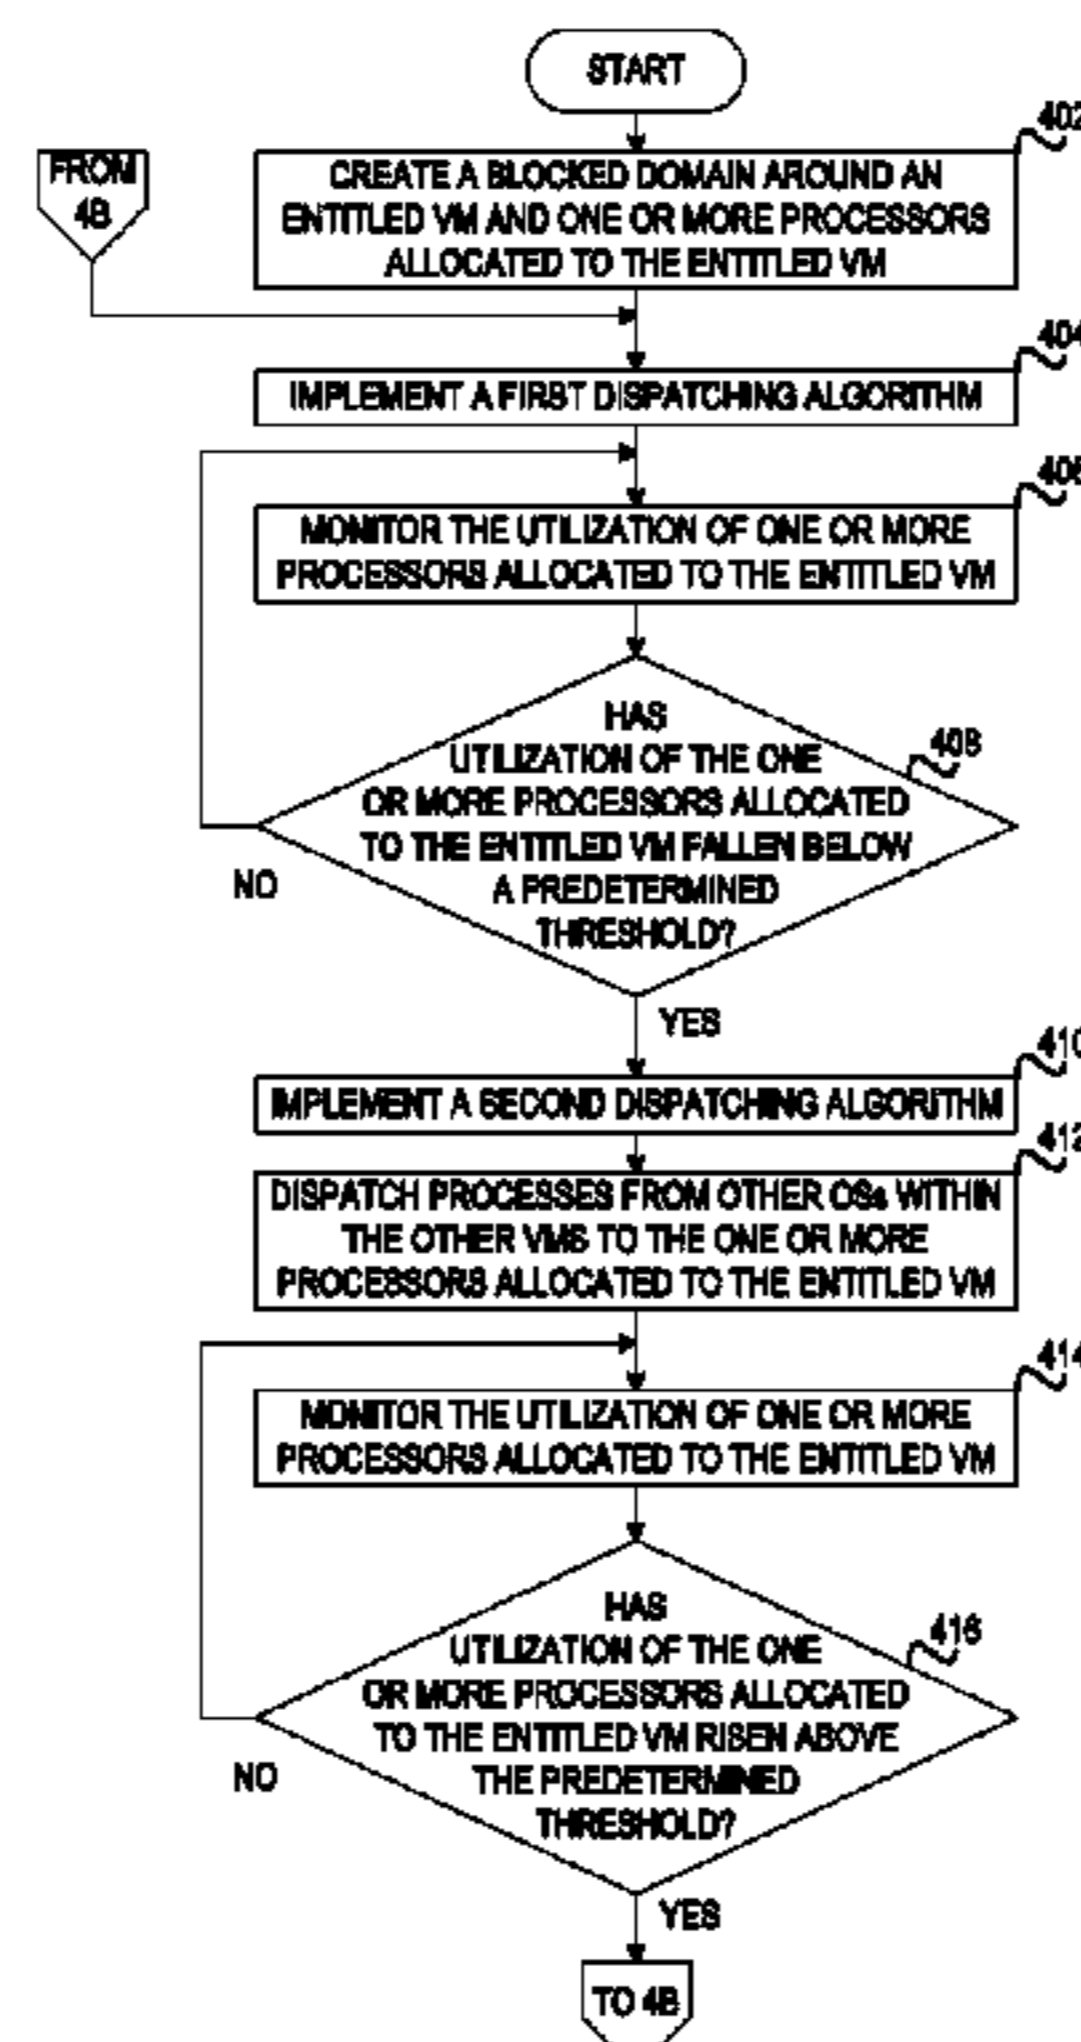 START
402
FROM
4B
CREATE A BLOCKED DOMAIN AROUND AN
ENTITLED VM AND ONE OR MORE PROCESSORS
ALLOCATED TO THE ENTITLED VM
404
IMPLEMENT A FIRST DISPATCHING ALGORITHM
406
MONITOR THE UTILIZATION OF ONE OR MORE
PROCESSORS ALLOCATED TO THE ENTITLED VM
HAS
UTILIZATION OF THE ONE
OR MORE PROCESSORS ALLOCATED
TO THE ENTITLED VM FALLEN BELOW
A PREDETERMINED
THRESHOLD?
408
NO
YES
410
IMPLEMENT A SECOND DISPATCHING ALGORITHM
412
DISPATCH PROCESSES FROM OTHER OSs WITHIN
THE OTHER VMS TO THE ONE OR MORE
PROCESSORS ALLOCATED TO THE ENTITLED VM
414
MONITOR THE UTILIZATION OF ONE OR MORE
PROCESSORS ALLOCATED TO THE ENTITLED VM
HAS
UTILIZATION OF THE ONE
OR MORE PROCESSORS ALLOCATED
TO THE ENTITLED VM RISEN ABOVE
THE PREDETERMINED
THRESHOLD?
416
NO
YES
TO 4B